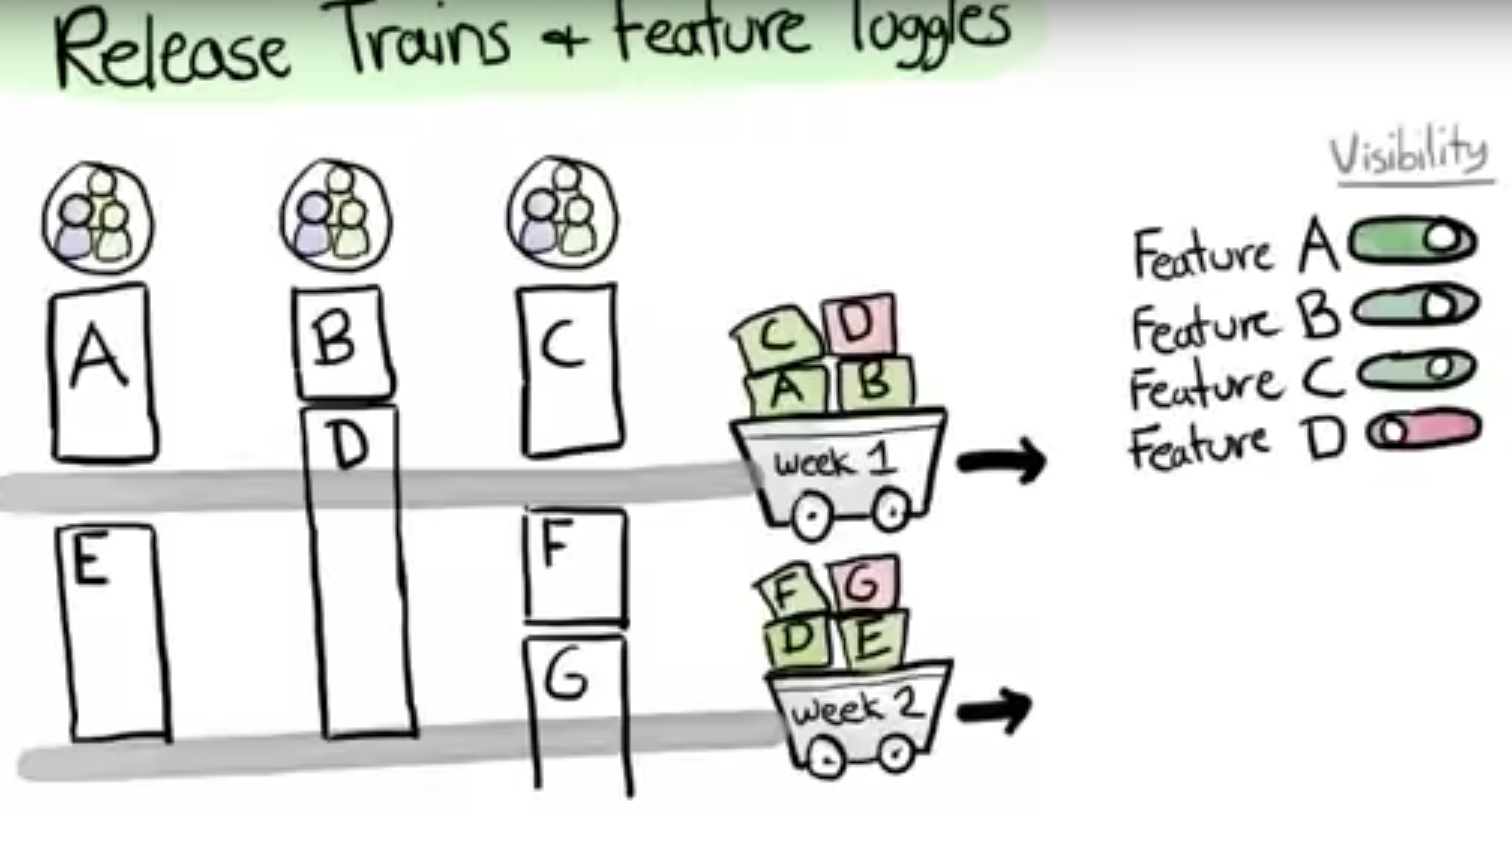 Release Trains + Feature Toggles
Visibility
A
B
C
D
E
F
G
C D
A B
week 1
F G
D E
week 2
Feature A
Feature B
Feature C
Feature D